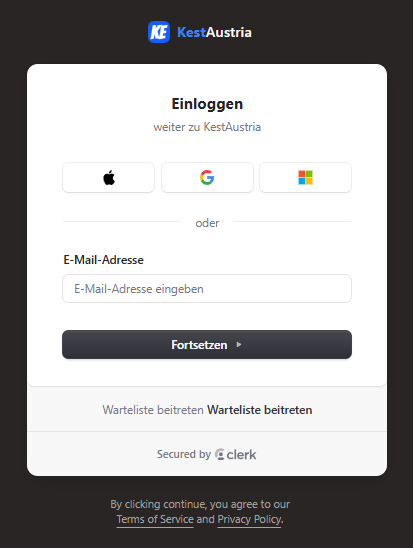 KE KestAustria
Einloggen
weiter zu KestAustria
oder
E-Mail-Adresse
E-Mail-Adresse eingeben
Fortsetzen
Warteliste beitreten Warteliste beitreten
Secured by clerk
By clicking continue, you agree to our
Terms of Service and Privacy Policy.